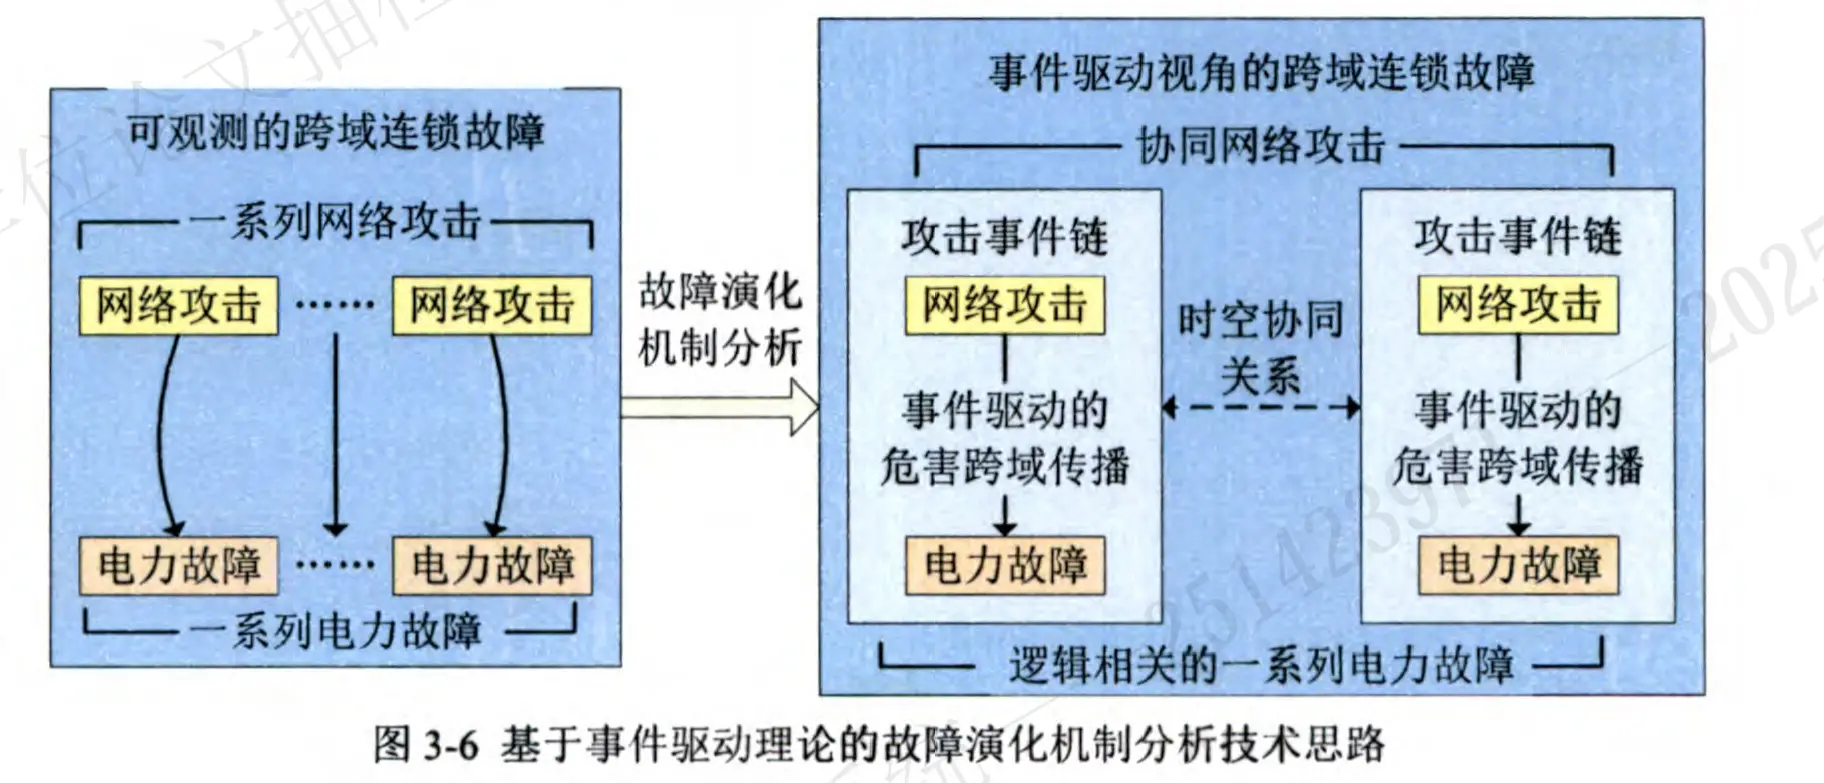 可观测的跨域连锁故障
一系列网络攻击
网络攻击 …… 网络攻击
电力故障 …… 电力故障
一系列电力故障
故障演化
机制分析
事件驱动视角的跨域连锁故障
协同网络攻击
攻击事件链
网络攻击
事件驱动的
危害跨域传播
电力故障
时空协同
关系
攻击事件链
网络攻击
事件驱动的
危害跨域传播
电力故障
逻辑相关的一系列电力故障
图 3-6 基于事件驱动理论的故障演化机制分析技术思路